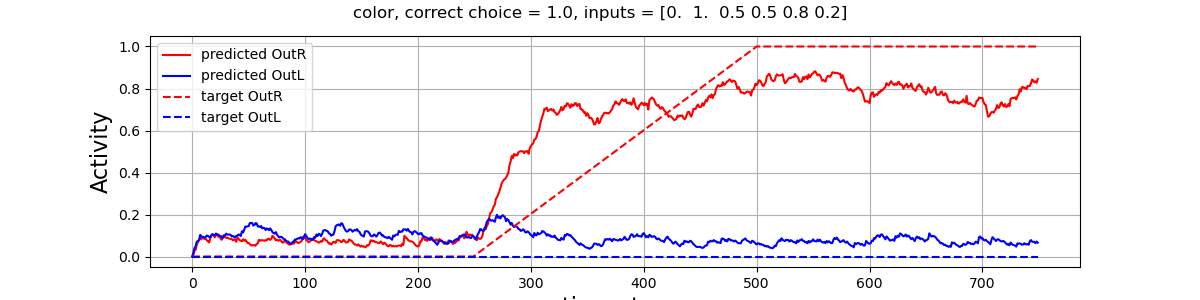 color, correct choice = 1.0, inputs = [0.  1.  0.5 0.5 0.8 0.2]
predicted OutR
predicted OutL
target OutR
target OutL
Activity
1.0
0.8
0.6
0.4
0.2
0.0
0 100 200 300 400 500 600 700